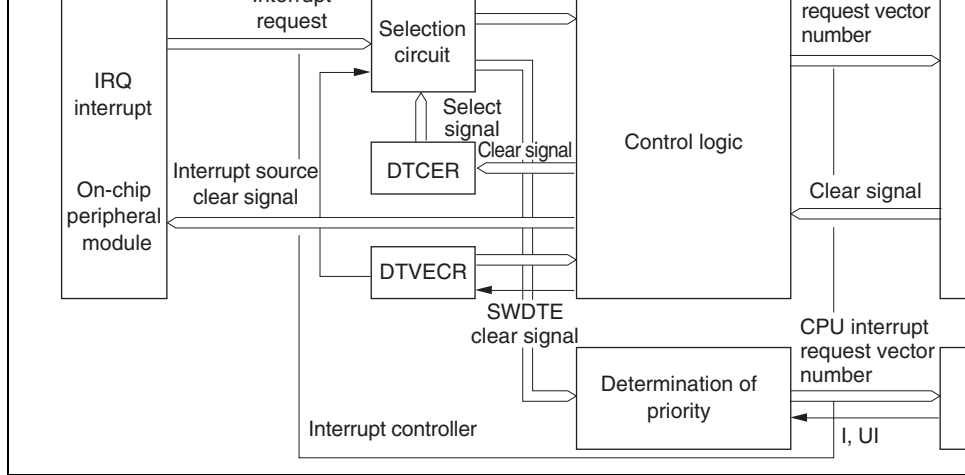 Interrupt
request
request vector
number
Selection
circuit
IRQ
interrupt
Select
signal
Control logic
Clear signal
DTCER
Interrupt source
clear signal
On-chip
peripheral
module
Clear signal
DTVECR
SWDTE
clear signal
CPU interrupt
request vector
number
Determination of
priority
Interrupt controller
I, UI